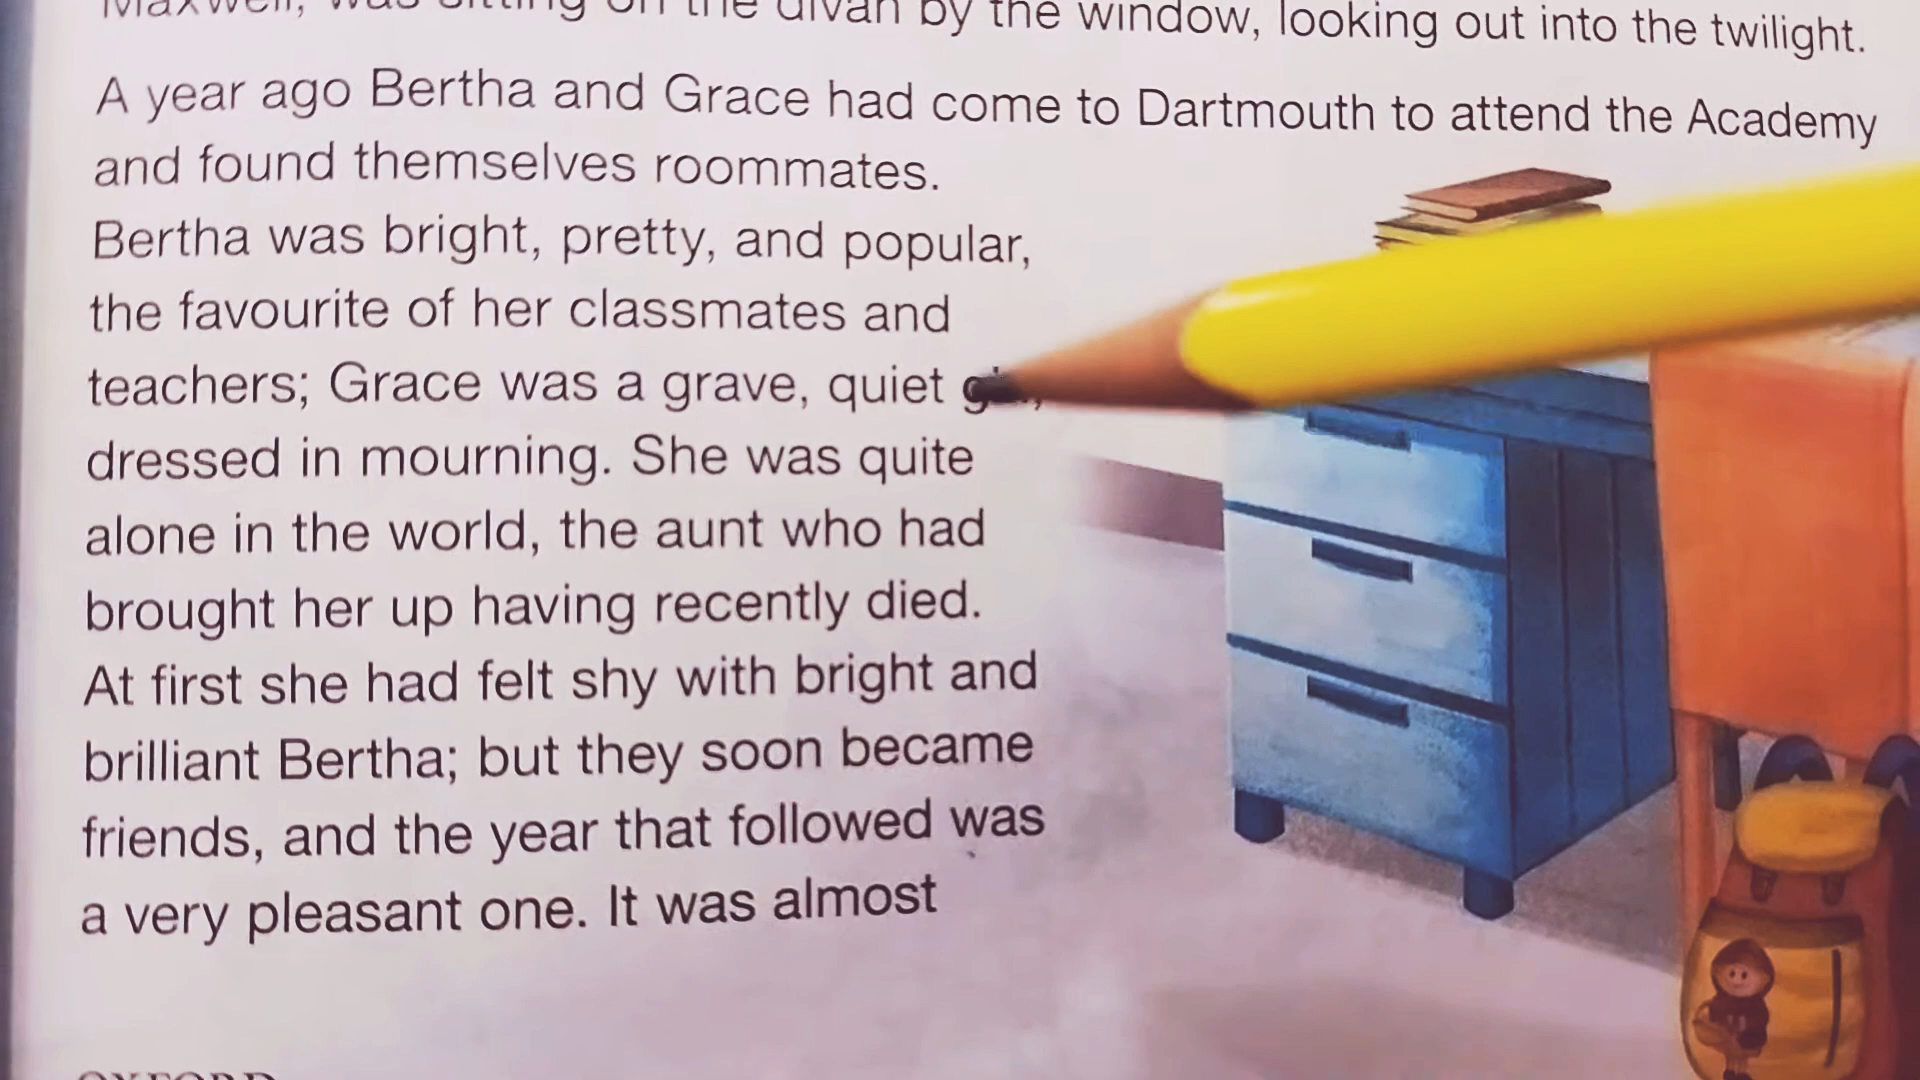 Maxwell, was sitting on the divan by the window, looking out into the twilight.
A year ago Bertha and Grace had come to Dartmouth to attend the Academy
and found themselves roommates.
Bertha was bright, pretty, and popular,
the favourite of her classmates and
teachers; Grace was a grave, quiet
dressed in mourning. She was quite
alone in the world, the aunt who had
brought her up having recently died.
At first she had felt shy with bright and
brilliant Bertha; but they soon became
friends, and the year that followed was
a very pleasant one. It was almost
OXFORD